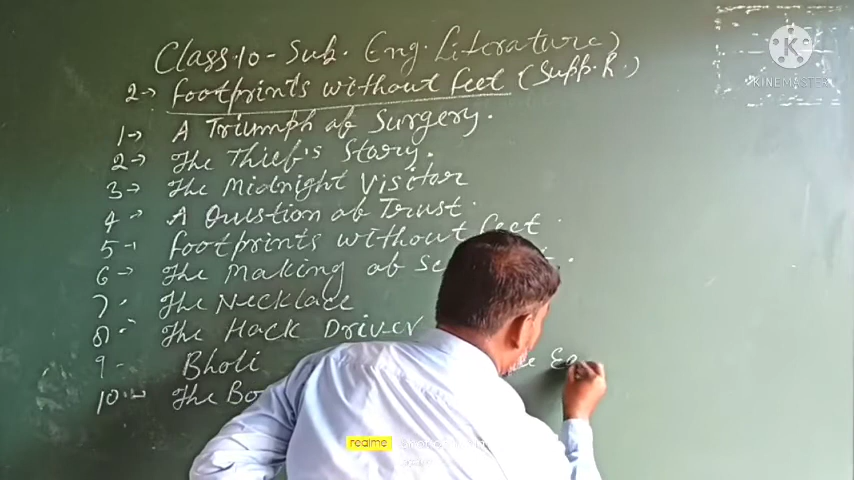 Class.10 - Sub. Eng. Literature)
2→ Footprints without Feet (Supp. R.)
1→ A Triumph of Surgery.
2→ The Thief's Story.
3→ The Midnight Visitor
4→ A Question of Trust.
5→ Footprints without Feet.
6→ The Making of
7. The Necklace
8. The Hack Driver
9- Bholi
10. The
K
KINEMASTER
realme